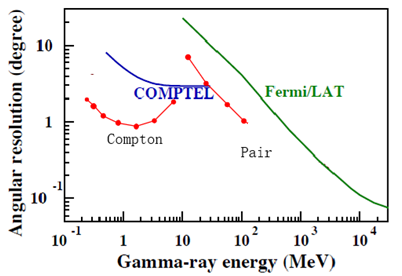 Angular resolution (degree)
10
1
10 -1
COMPTEL
Fermi/LAT
Compton
Pair
10 -1
1
10
10 2
10 3
10 4
Gamma-ray energy (MeV)